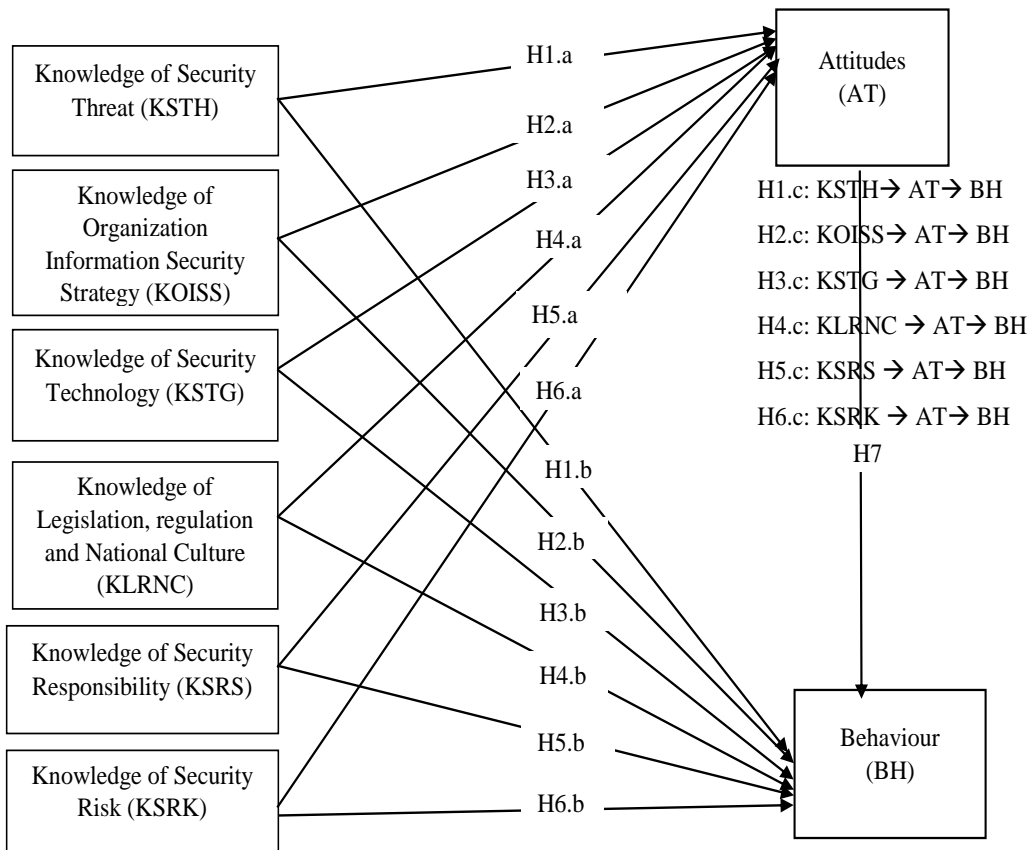 Knowledge of Security
Threat (KSTH)
Knowledge of
Organization
Information Security
Strategy (KOISS)
Knowledge of Security
Technology (KSTG)
Knowledge of
Legislation, regulation
and National Culture
(KLRNC)
Knowledge of Security
Responsibility (KSRS)
Knowledge of Security
Risk (KSRK)
H1.a
H2.a
H3.a
H4.a
H5.a
H6.a
H1.b
H2.b
H3.b
H4.b
H5.b
H6.b
Attitudes
(AT)
H1.c: KSTH→ AT→ BH
H2.c: KOISS→ AT→ BH
H3.c: KSTG → AT→ BH
H4.c: KLRNC → AT→ BH
H5.c: KSRS → AT→ BH
H6.c: KSRK → AT→ BH
H7
Behaviour
(BH)